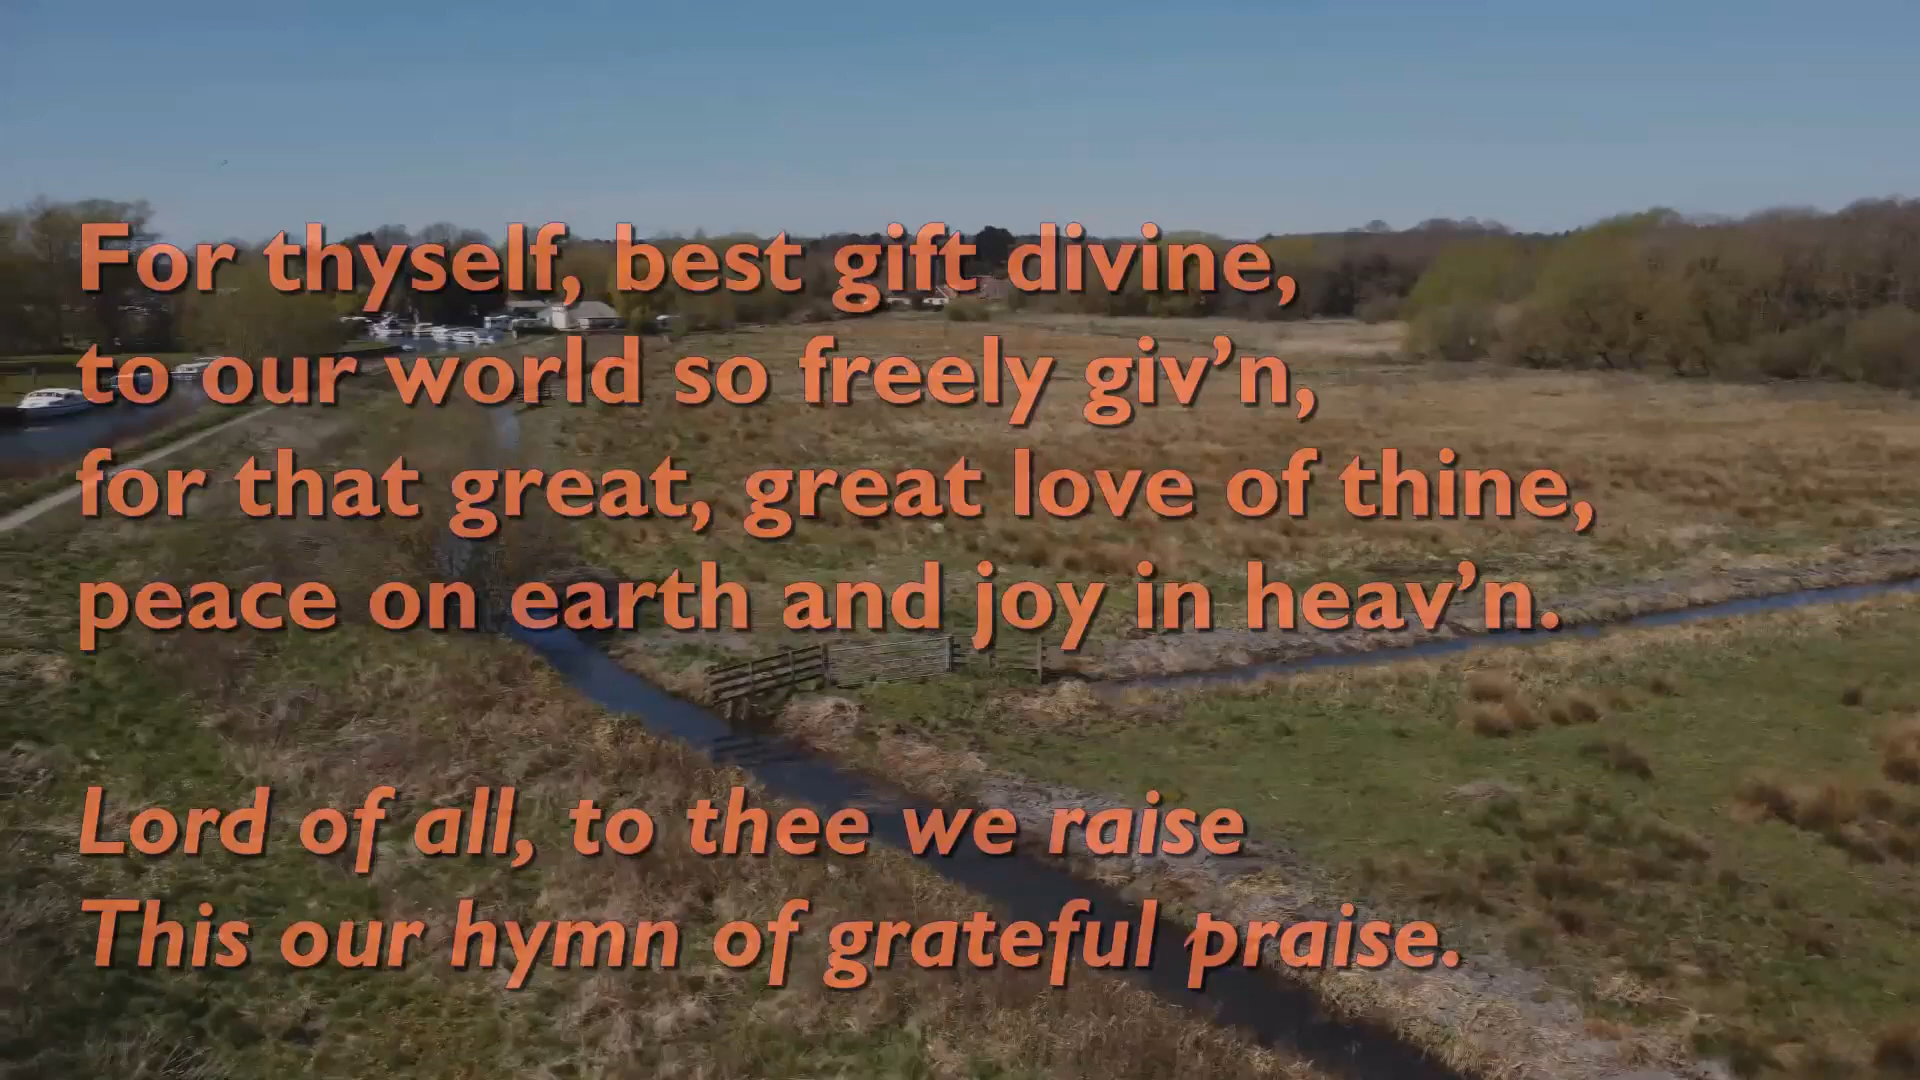 For thyself, best gift divine,
to our world so freely giv’n,
for that great, great love of thine,
peace on earth and joy in heav’n.
Lord of all, to thee we raise
This our hymn of grateful praise.